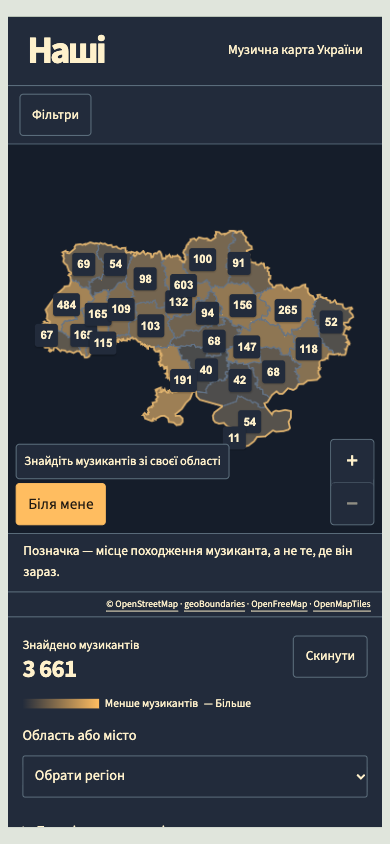 Наші
Музична карта України
Фільтри
100
69
54
91
98
603
132
484
165
109
94
156
265
52
103
67
165
115
68
147
118
191
40
42
68
54
11
Знайдіть музикантів зі своєї області
+
Біля мене
−
Позначка — місце походження музиканта, а не те, де він
зараз.
© OpenStreetMap · geoBoundaries · OpenFreeMap · OpenMapTiles
Знайдено музикантів
3 661
Скинути
Менше музикантів — Більше
Область або місто
Обрати регіон